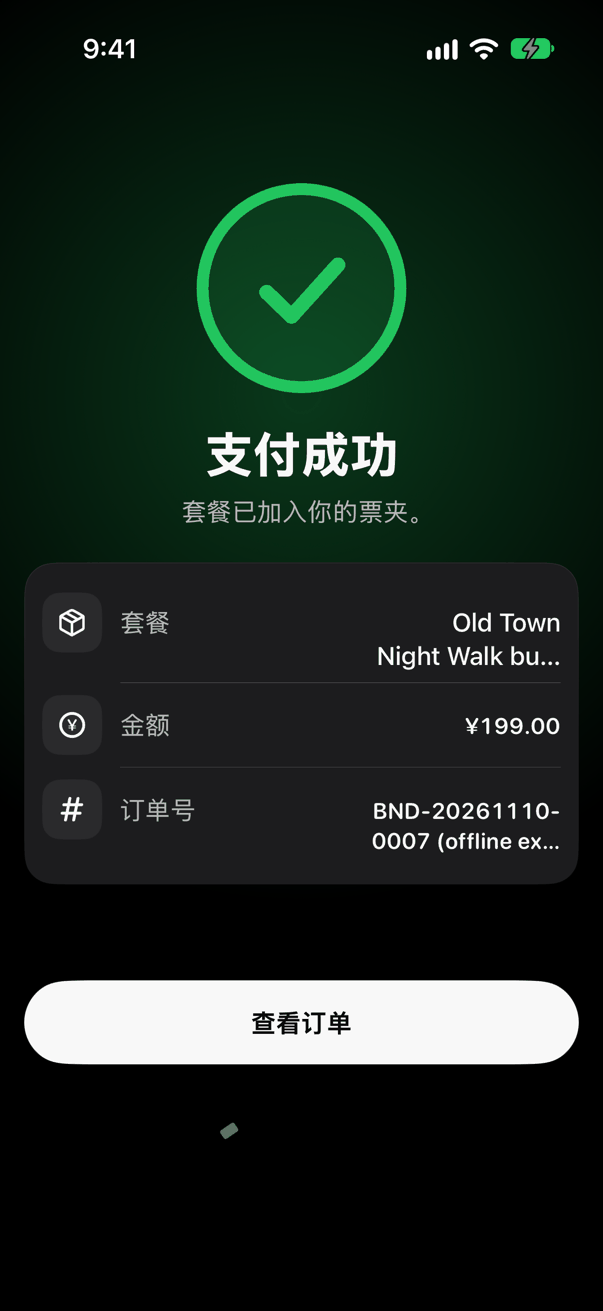 9:41
支付成功
套餐已加入你的票夹。
套餐
Old Town
Night Walk bu...
¥
金额
¥199.00
#
订单号
BND-20261110-
0007 (offline ex...
查看订单